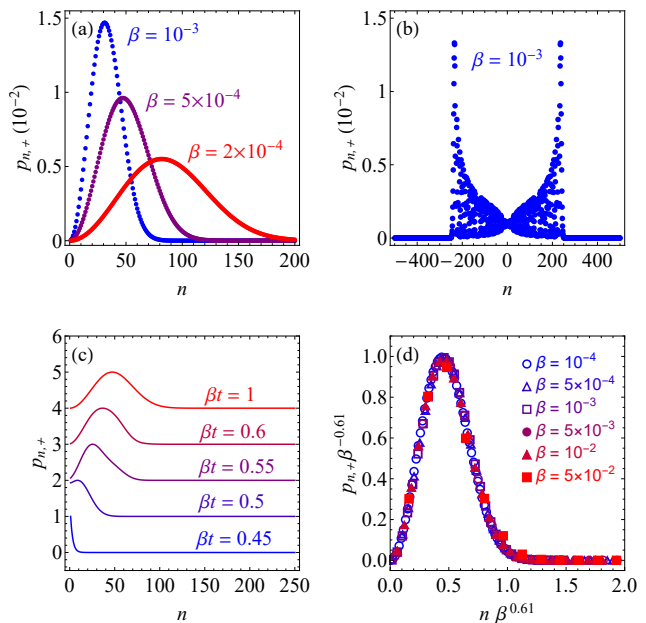 (a)
β = 10⁻³
β = 5×10⁻⁴
β = 2×10⁻⁴
p_{n,+} (10⁻²)
1.5
1
0.5
0
0 50 100 150 200
n
(b)
β = 10⁻³
p_{n,+} (10⁻²)
1.5
1
0.5
0
−400 −200 0 200 400
n
(c)
βt = 1
βt = 0.6
βt = 0.55
βt = 0.5
βt = 0.45
p_{n,+}
6
5
4
3
2
1
0
0 50 100 150 200 250
n
(d)
β = 10⁻⁴
β = 5×10⁻⁴
β = 10⁻³
β = 5×10⁻³
β = 10⁻²
β = 5×10⁻²
p_{n,+}β^{−0.61}
1.0
0.8
0.6
0.4
0.2
0.0
0.0 0.5 1.0 1.5 2.0
n β^{0.61}